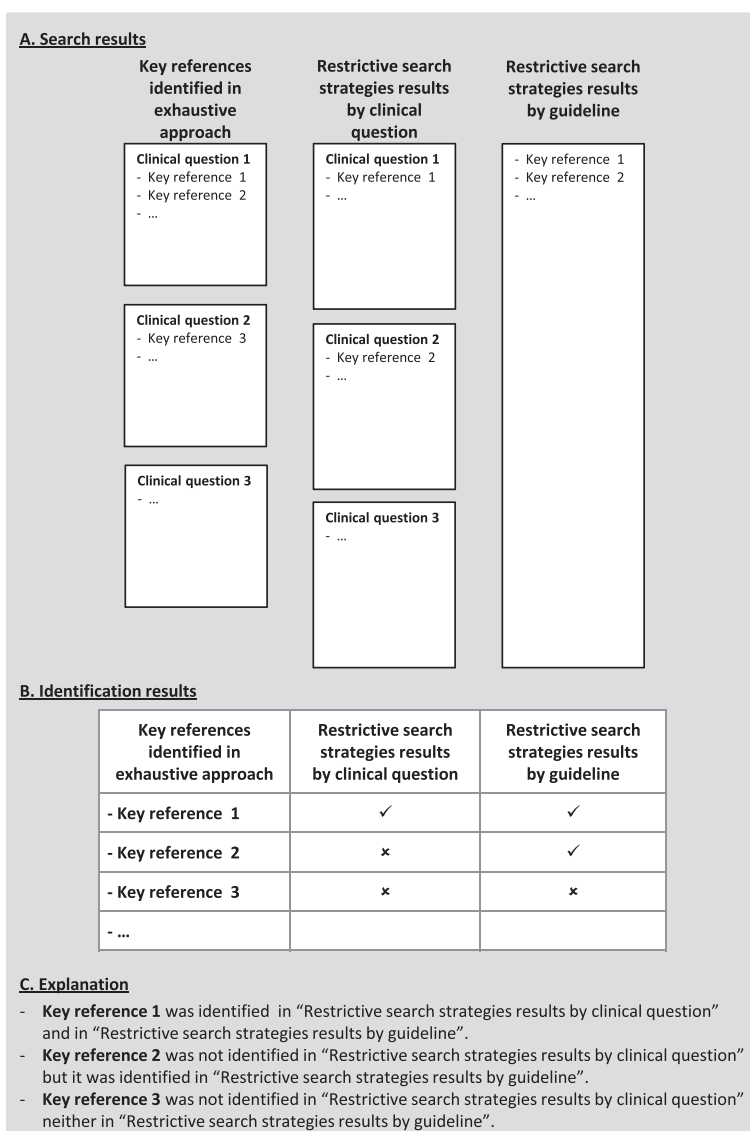 A. Search results
Key references
identified in
exhaustive
approach
Restrictive search
strategies results
by clinical
question
Restrictive search
strategies results
by guideline
Clinical question 1
- Key reference 1
- Key reference 2
- …
Clinical question 2
- Key reference 3
- …
Clinical question 3
- …
Clinical question 1
- Key reference 1
- …
Clinical question 2
- Key reference 2
- …
Clinical question 3
- …
- Key reference 1
- Key reference 2
- …
B. Identification results
Key references
identified in
exhaustive approach
Restrictive search
strategies results
by clinical question
Restrictive search
strategies results
by guideline
- Key reference 1 ✓ ✓
- Key reference 2 × ✓
- Key reference 3 × ×
- …
C. Explanation
- Key reference 1 was identified in “Restrictive search strategies results by clinical question”
and in “Restrictive search strategies results by guideline”.
- Key reference 2 was not identified in “Restrictive search strategies results by clinical question”
but it was identified in “Restrictive search strategies results by guideline”.
- Key reference 3 was not identified in “Restrictive search strategies results by clinical question”
neither in “Restrictive search strategies results by guideline”.